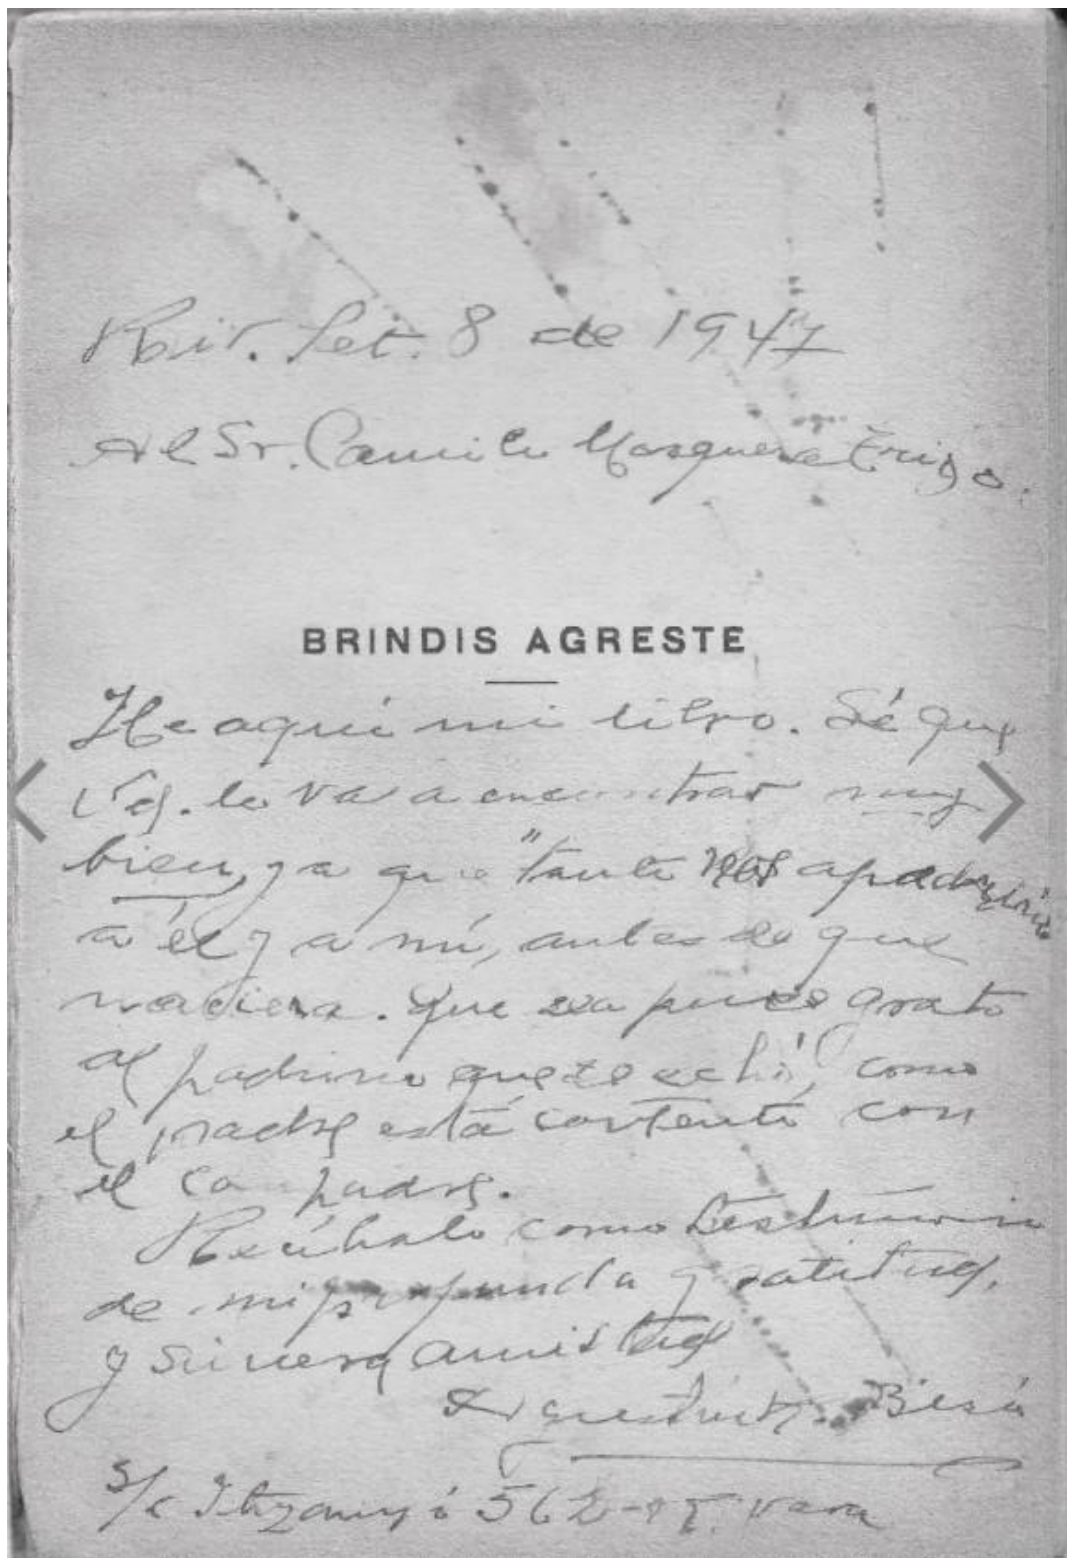 Riv. Set. 8 de 1947
Al Sr. Camilo Mosquera Trigo.
BRINDIS AGRESTE
He aquí mi libro. Sé que
Vd. lo va a encontrar muy
bien, ya que "tanto nos apadrinó
a él y a mí, antes de que
naciera. Que sea pues grato
al padrino como
el padre está contento con
el compadre.
Recíbalo como testimonio
de mi profunda gratitud,
y sincera amistad
Bisio
S/c Ituzaingó 562